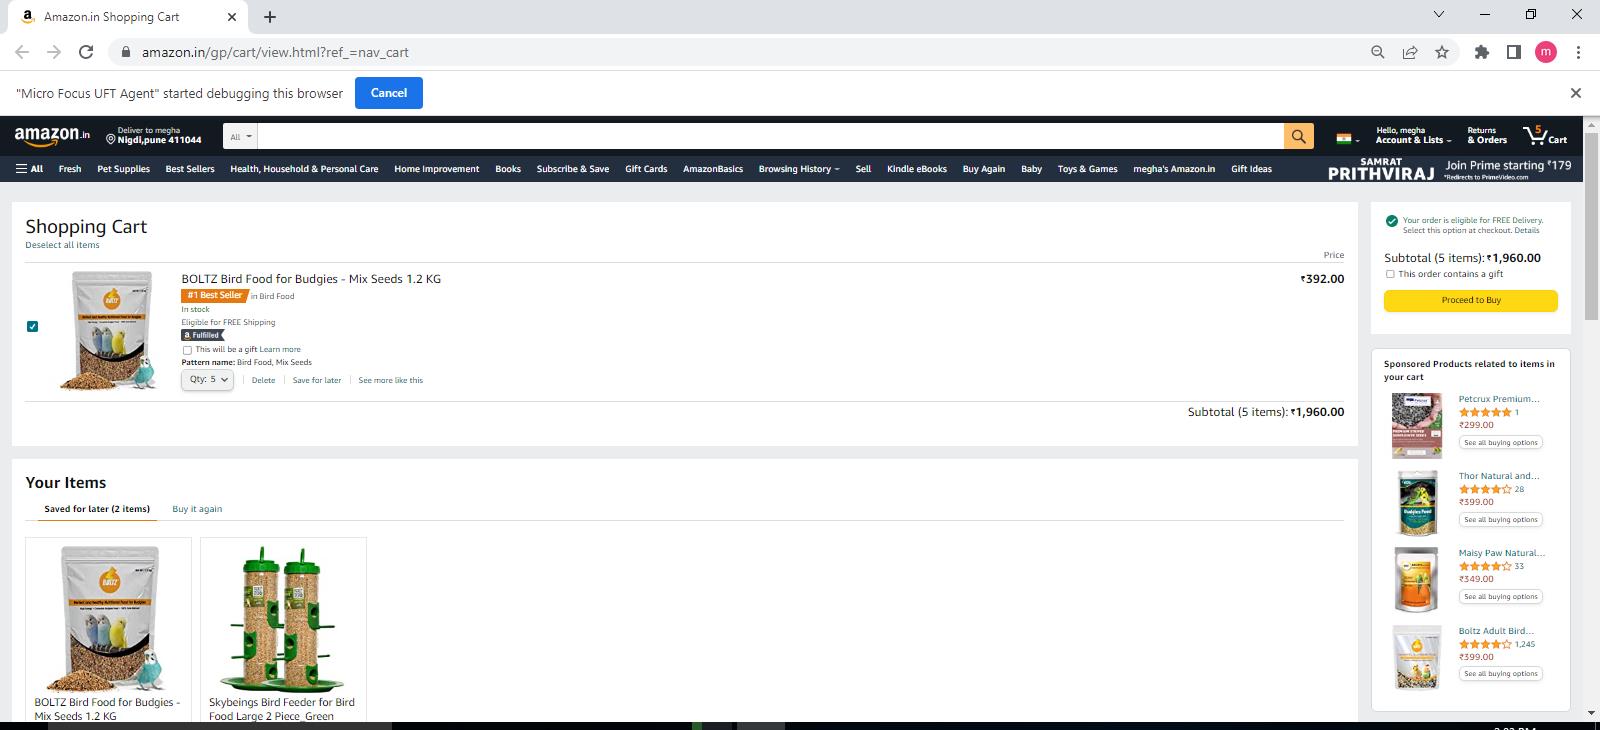 Amazon.in Shopping Cart
amazon.in/gp/cart/view.html?ref_=nav_cart
m
"Micro Focus UFT Agent" started debugging this browser
Cancel
amazon.in
Deliver to megha
Nigdi,pune 411044
All
Hello, megha
Account & Lists
Returns
& Orders
5
Cart
All Fresh Pet Supplies Best Sellers Health, Household & Personal Care Home Improvement Books Subscribe & Save Gift Cards AmazonBasics Browsing History Sell Kindle eBooks Buy Again Baby Toys & Games megha's Amazon.in Gift Ideas
SAMRAT
PRITHVIRAJ
Join Prime starting ₹179
*Redirects to PrimeVideo.com
Shopping Cart
Deselect all items
Price
BOLTZ Bird Food for Budgies - Mix Seeds 1.2 KG
₹392.00
#1 Best Seller in Bird Food
In stock
Eligible for FREE Shipping
Fulfilled
This will be a gift Learn more
Pattern name: Bird Food, Mix Seeds
Qty: 5 Delete Save for later See more like this
Subtotal (5 items): ₹1,960.00
Your order is eligible for FREE Delivery.
Select this option at checkout. Details
Subtotal (5 items): ₹1,960.00
This order contains a gift
Proceed to Buy
Sponsored Products related to items in
your cart
Petcrux Premium...
1
₹299.00
See all buying options
Thor Natural and...
28
₹399.00
See all buying options
Maisy Paw Natural...
33
₹349.00
See all buying options
Boltz Adult Bird...
1,245
₹399.00
See all buying options
Your Items
Saved for later (2 items) Buy it again
BOLTZ
BOLTZ Bird Food for Budgies -
Mix Seeds 1.2 KG
Skybeings Bird Feeder for Bird
Food Large 2 Piece_Green